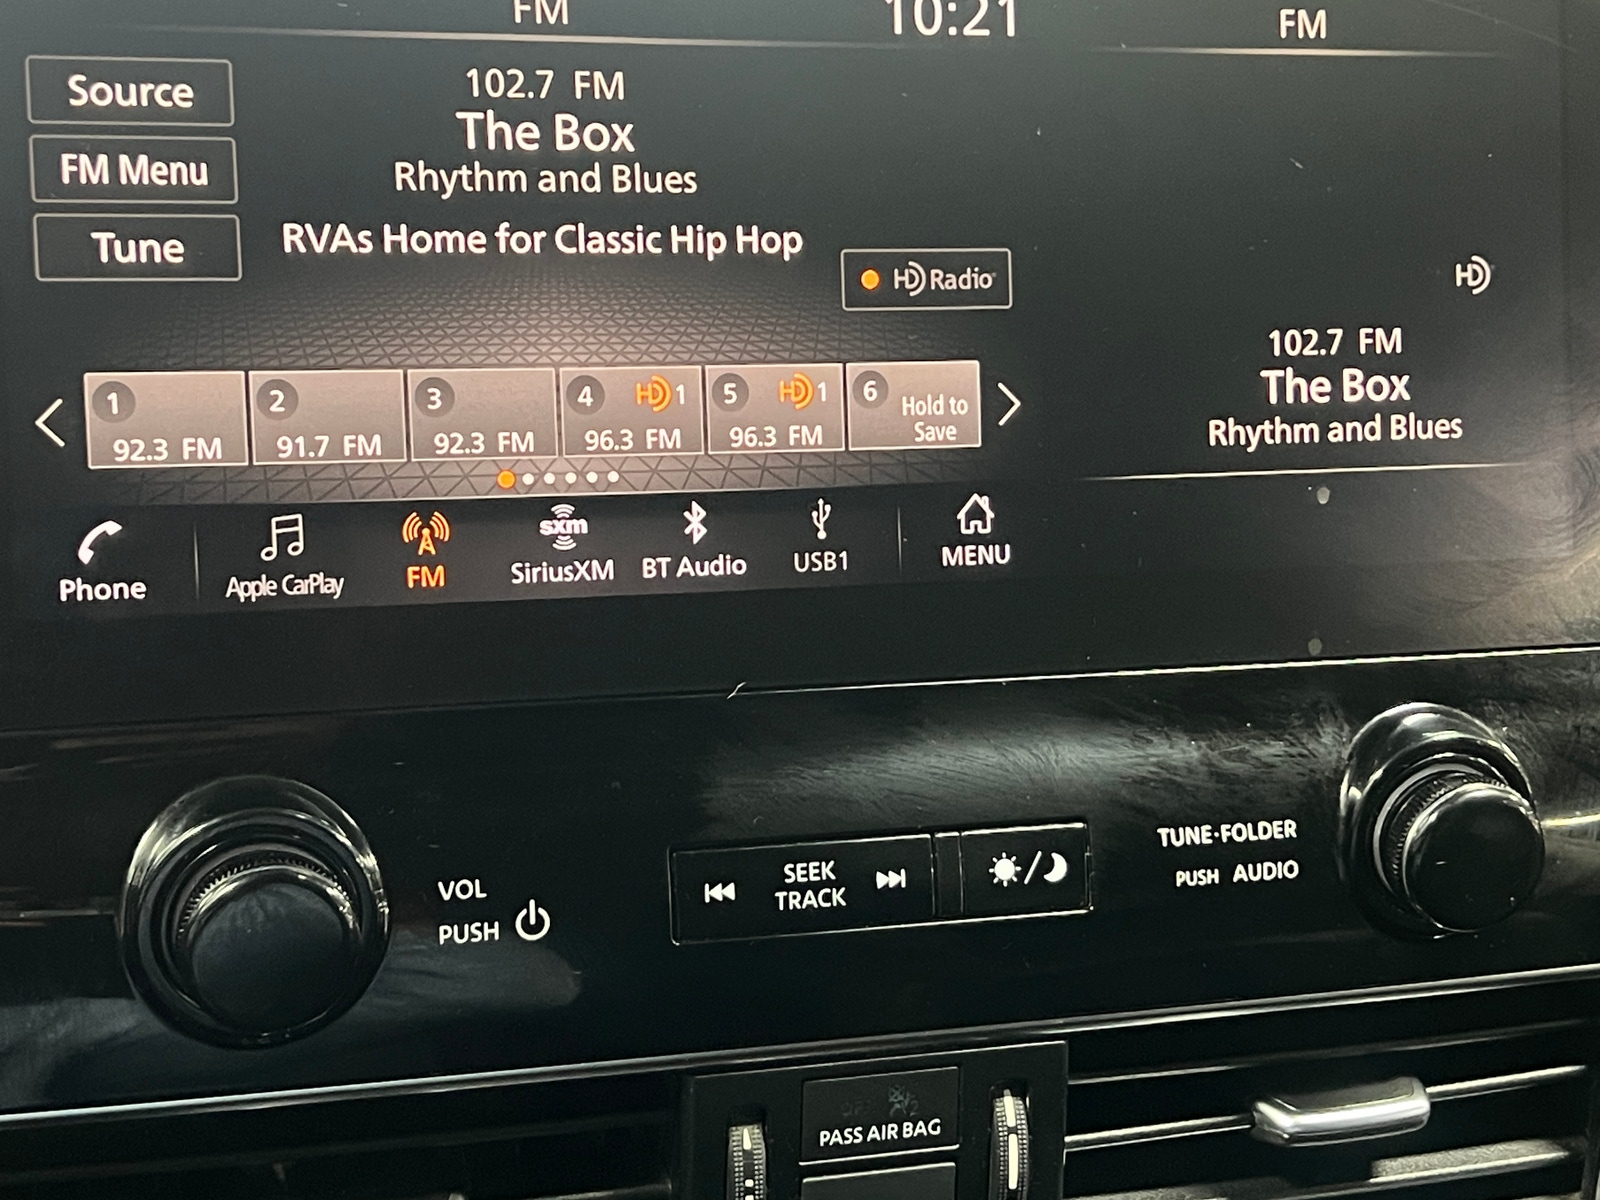 FM
10:21
FM
Source
FM Menu
Tune
102.7 FM
The Box
Rhythm and Blues
RVAs Home for Classic Hip Hop
HD Radio
HD
102.7 FM
The Box
Rhythm and Blues
1
92.3 FM
2
91.7 FM
3
92.3 FM
4 HD 1
96.3 FM
5 HD 1
96.3 FM
6 Hold to
Save
Phone
Apple CarPlay
FM
sxm
SiriusXM
BT Audio
USB1
MENU
VOL
PUSH
SEEK
TRACK
TUNE·FOLDER
PUSH AUDIO
PASS AIR BAG